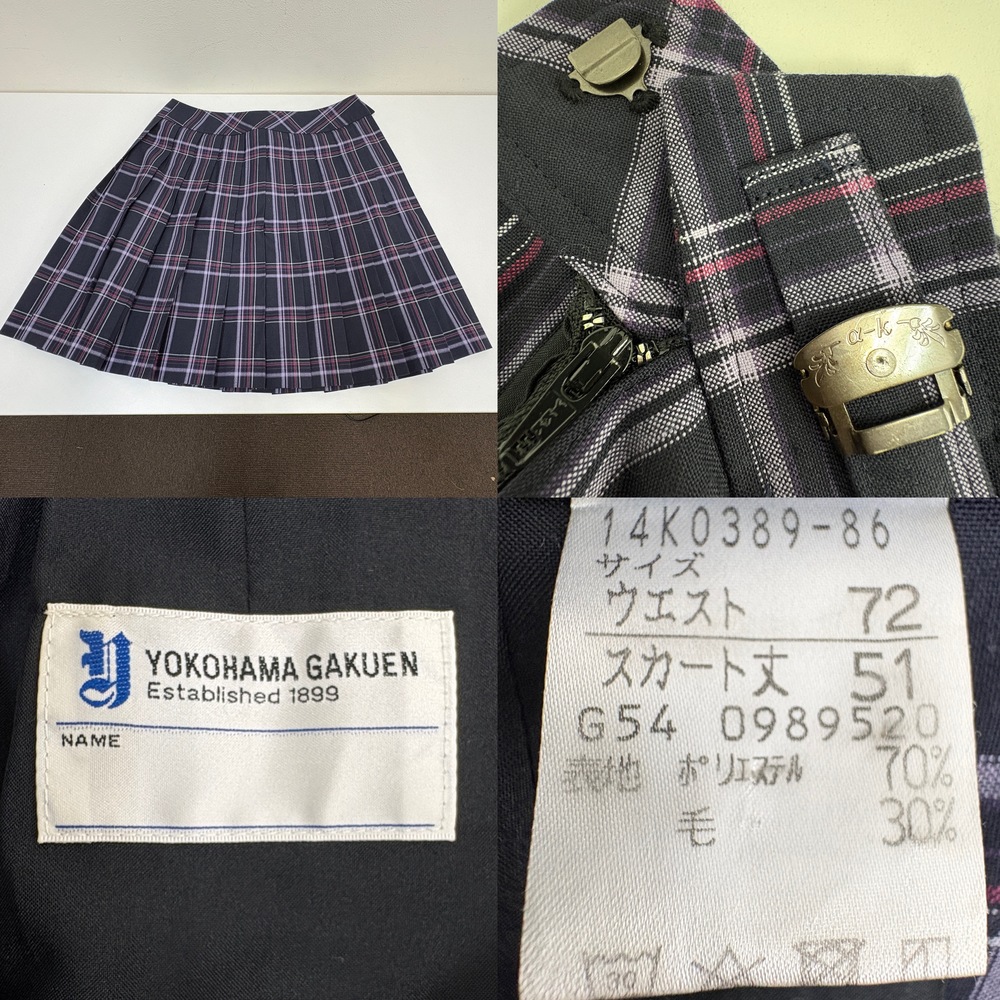 α-k
YOKOHAMA GAKUEN
Established 1899
NAME
14K0389-86
サイズ
ウエスト 72
スカート丈 51
G54 0989520
表地 ポリエステル 70%
毛 30%
30